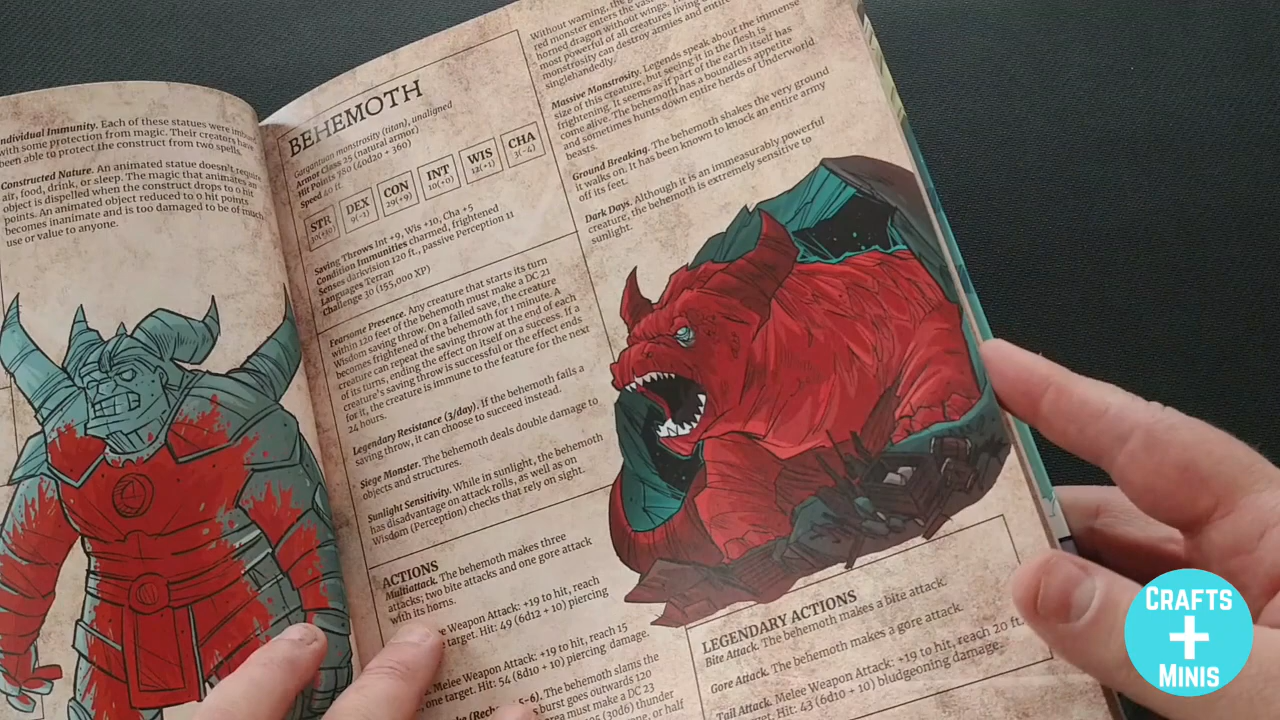 ndividual Immunity. Each of these statues were
with some protection from magic. Their creators have
been able to protect the construct from two spells.
Constructed Nature. An animated statue doesn't require
air, food, drink, or sleep. The magic that animates an
object is dispelled when the construct drops to 0 hit
points. An animated object reduced to 0 hit points
becomes inanimate and is too damaged to be of much
use or value to anyone.
BEHEMOTH
Gargantuan monstrosity (titan), unaligned
Armor Class 25 (natural armor)
Hit Points 780 (40d20 + 360)
Speed 40 ft.
STR DEX CON INT WIS CHA
30(+10) 9(-1) 29(+9) 10(+0) 12(+1) 3(-4)
Saving Throws Int +9, Wis +10, Cha +5
Condition Immunities charmed, frightened
Senses darkvision 120 ft., passive Perception 11
Languages Terran
Challenge 30 (155,000 XP)
Fearsome Presence. Any creature that starts its turn
within 120 feet of the behemoth must make a DC 21
Wisdom saving throw. On a failed save, the creature
becomes frightened of the behemoth for 1 minute. A
creature can repeat the saving throw at the end of each
of its turns, ending the effect on itself on a success. If a
creature's saving throw is successful or the effect ends
for it, the creature is immune to the feature for the next
24 hours.
Legendary Resistance (3/day). If the behemoth fails a
saving throw, it can choose to succeed instead.
Siege Monster. The behemoth deals double damage to
objects and structures.
Sunlight Sensitivity. While in sunlight, the behemoth
has disadvantage on attack rolls, as well as on
Wisdom (Perception) checks that rely on sight.
ACTIONS
Multiattack. The behemoth makes three
attacks: two bite attacks and one gore attack
with its horns.
Weapon Attack: +19 to hit, reach
target. Hit: 49 (6d12 + 10) piercing
Melee Weapon Attack: +19 to hit, reach 15
one target. Hit: 54 (8d10 + 10) piercing damage.
5-6). The behemoth slams the
burst goes outwards 120
area must make a DC 23
(30d6) thunder
or half
Without warning, the
red monster enters the
horned dragon without wings.
most powerful of all creatures living
monstrosity can destroy armies and entire
singlehandedly.
Massive Monstrosity. Legends speak about the immense
size of this creature, but seeing it in the flesh is
frightening. It seems as if part of the earth itself has
come alive. The behemoth has a boundless appetite
and sometimes hunts down entire herds of Underworld
beasts.
Ground Breaking. The behemoth shakes the very ground
it walks on. It has been known to knock an entire army
off its feet.
Dark Days. Although it is an immeasurably powerful
creature, the behemoth is extremely sensitive to
sunlight.
LEGENDARY ACTIONS
Bite Attack. The behemoth makes a bite attack.
Gore Attack. The behemoth makes a gore attack.
Tail Attack. Melee Weapon Attack: +19 to hit, reach 20 ft.
Hit: 43 (6d10 + 10) bludgeoning damage.
CRAFTS
+
MINIS